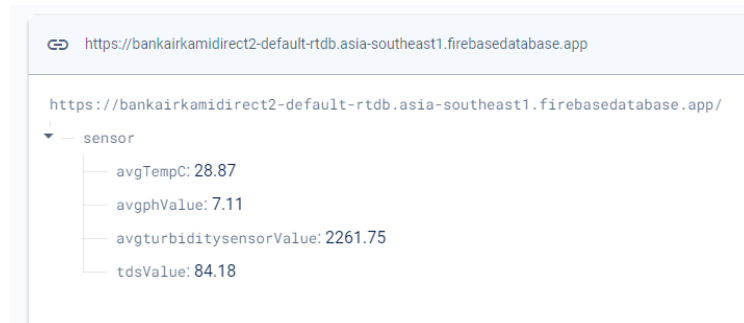 https://bankairkamidirect2-default-rtdb.asia-southeast1.firebasedatabase.app
https://bankairkamidirect2-default-rtdb.asia-southeast1.firebasedatabase.app/
sensor
avgTempC: 28.87
avgphValue: 7.11
avgturbiditysensorValue: 2261.75
tdsValue: 84.18